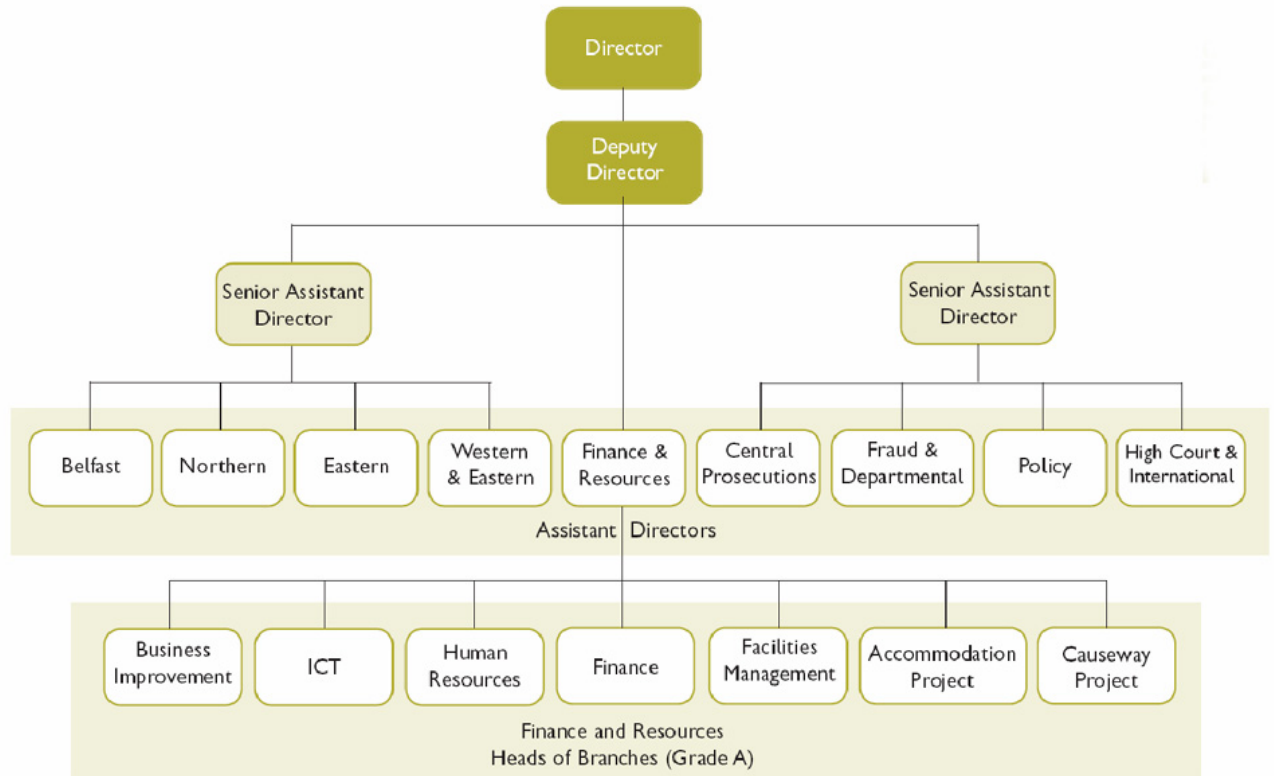 Director
Deputy
Director
Senior Assistant
Director
Senior Assistant
Director
Belfast
Northern
Eastern
Western
& Eastern
Finance &
Resources
Central
Prosecutions
Fraud &
Departmental
Policy
High Court &
International
Assistant Directors
Business
Improvement
ICT
Human
Resources
Finance
Facilities
Management
Accommodation
Project
Causeway
Project
Finance and Resources
Heads of Branches (Grade A)